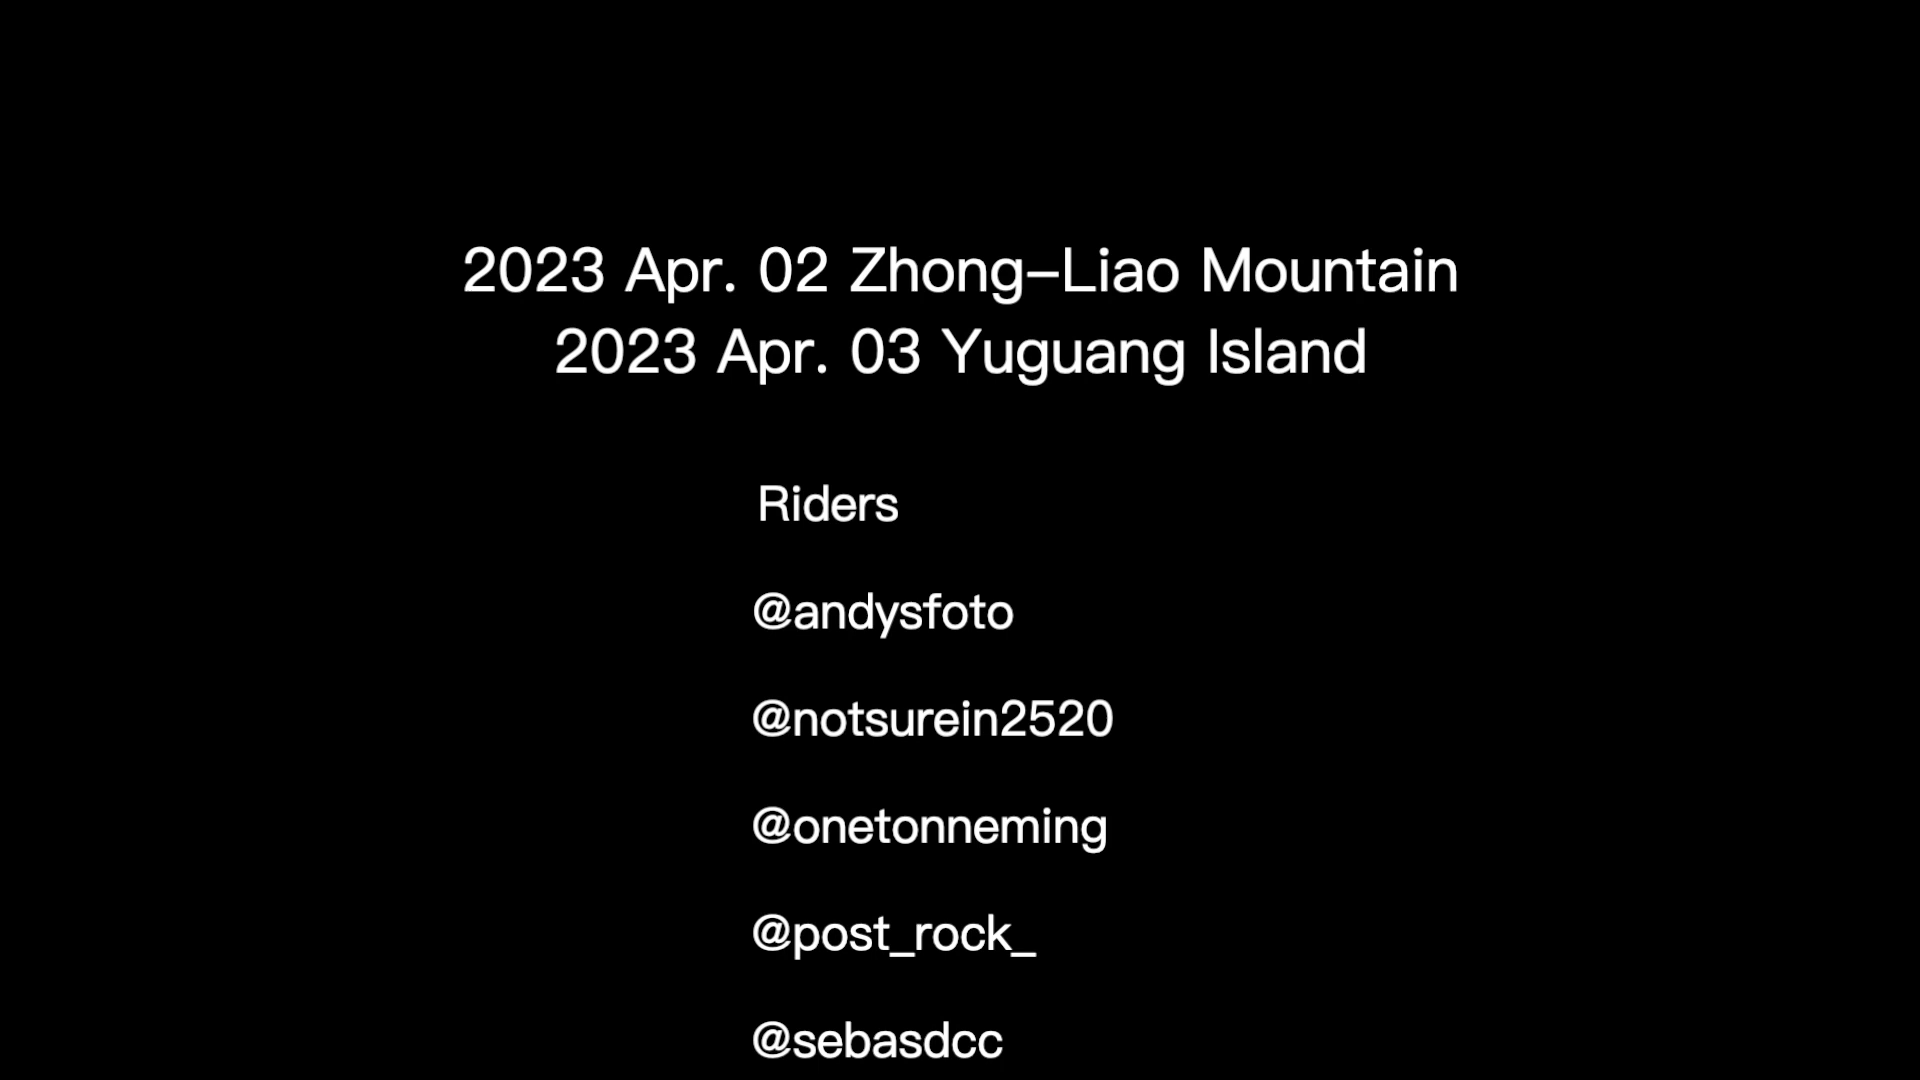 2023 Apr. 02 Zhong–Liao Mountain
2023 Apr. 03 Yuguang Island
Riders
@andysfoto
@notsurein2520
@onetonneming
@post_rock_
@sebasdcc